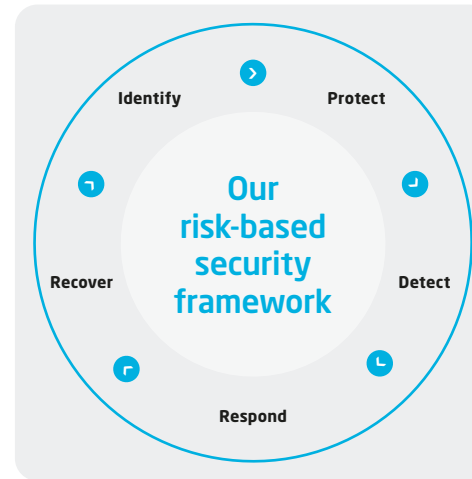 Identify
Protect
Our
risk-based
security
framework
Recover
Detect
Respond